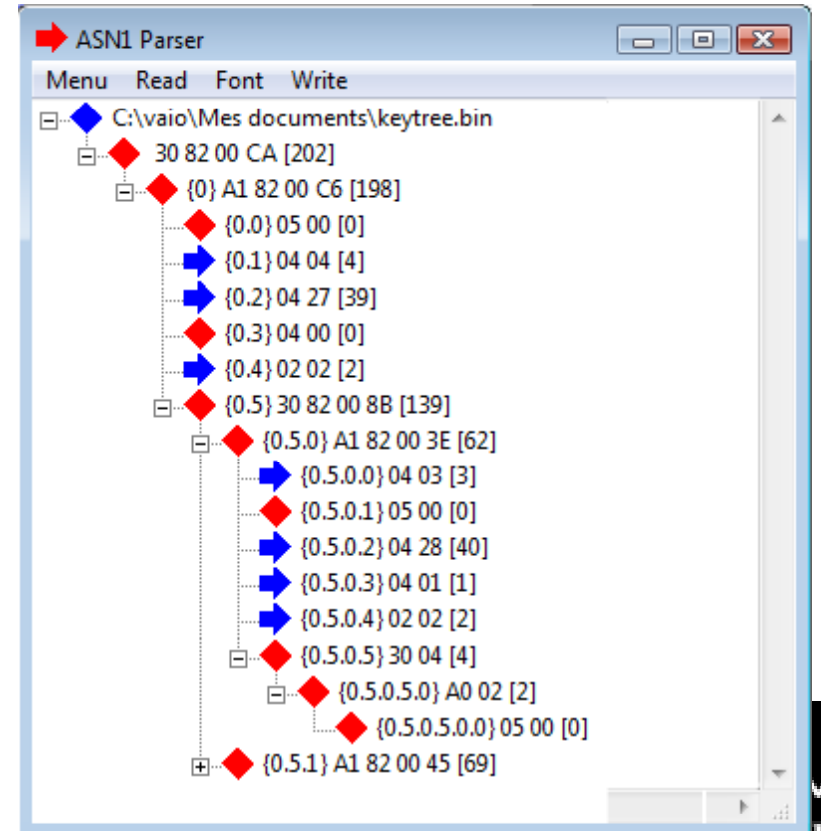 ASN1 Parser
Menu Read Font Write
C:\vaio\Mes documents\keytree.bin
30 82 00 CA [202]
{0} A1 82 00 C6 [198]
{0.0} 05 00 [0]
{0.1} 04 04 [4]
{0.2} 04 27 [39]
{0.3} 04 00 [0]
{0.4} 02 02 [2]
{0.5} 30 82 00 8B [139]
{0.5.0} A1 82 00 3E [62]
{0.5.0.0} 04 03 [3]
{0.5.0.1} 05 00 [0]
{0.5.0.2} 04 28 [40]
{0.5.0.3} 04 01 [1]
{0.5.0.4} 02 02 [2]
{0.5.0.5} 30 04 [4]
{0.5.0.5.0} A0 02 [2]
{0.5.0.5.0.0} 05 00 [0]
{0.5.1} A1 82 00 45 [69]